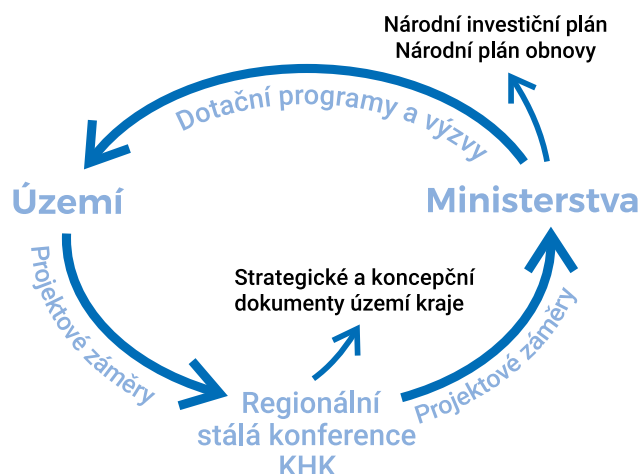 Národní investiční plán
Národní plán obnovy
Dotační programy a výzvy
Území
Ministerstva
Projektové záměry
Strategické a koncepční
dokumenty území kraje
Projektové záměry
Regionální
stálá konference
KHK